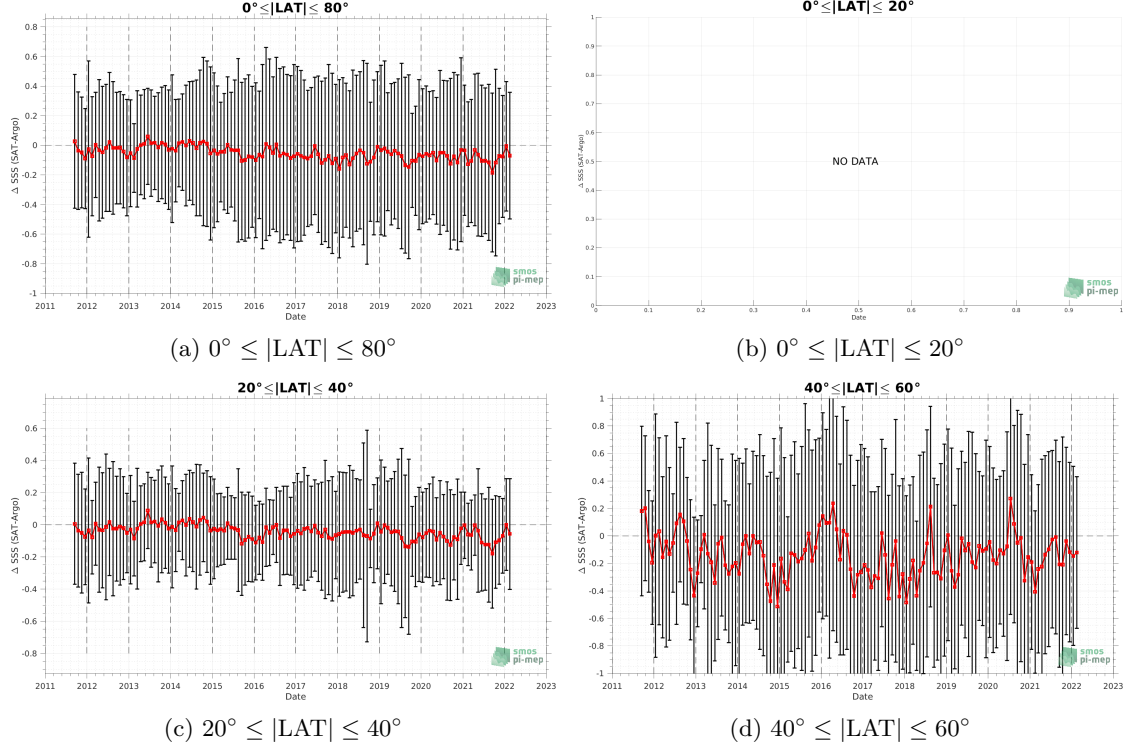 0°≤|LAT|≤ 80°
Δ SSS (SAT-Argo)
0.8
0.6
0.4
0.2
0
-0.2
-0.4
-0.6
-0.8
-1
2011 2012 2013 2014 2015 2016 2017 2018 2019 2020 2021 2022 2023
Date
smos
pi-mep
(a) 0° ≤ |LAT| ≤ 80°
0°≤|LAT|≤ 20°
Δ SSS (SAT-Argo)
1
0.9
0.8
0.7
0.6
0.5
0.4
0.3
0.2
0.1
0
NO DATA
0 0.1 0.2 0.3 0.4 0.5 0.6 0.7 0.8 0.9 1
Date
smos
pi-mep
(b) 0° ≤ |LAT| ≤ 20°
20°≤|LAT|≤ 40°
Δ SSS (SAT-Argo)
0.6
0.4
0.2
0
-0.2
-0.4
-0.6
-0.8
2011 2012 2013 2014 2015 2016 2017 2018 2019 2020 2021 2022 2023
Date
smos
pi-mep
(c) 20° ≤ |LAT| ≤ 40°
40°≤|LAT|≤ 60°
Δ SSS (SAT-Argo)
1
0.8
0.6
0.4
0.2
0
-0.2
-0.4
-0.6
-0.8
-1
2011 2012 2013 2014 2015 2016 2017 2018 2019 2020 2021 2022 2023
Date
smos
pi-mep
(d) 40° ≤ |LAT| ≤ 60°